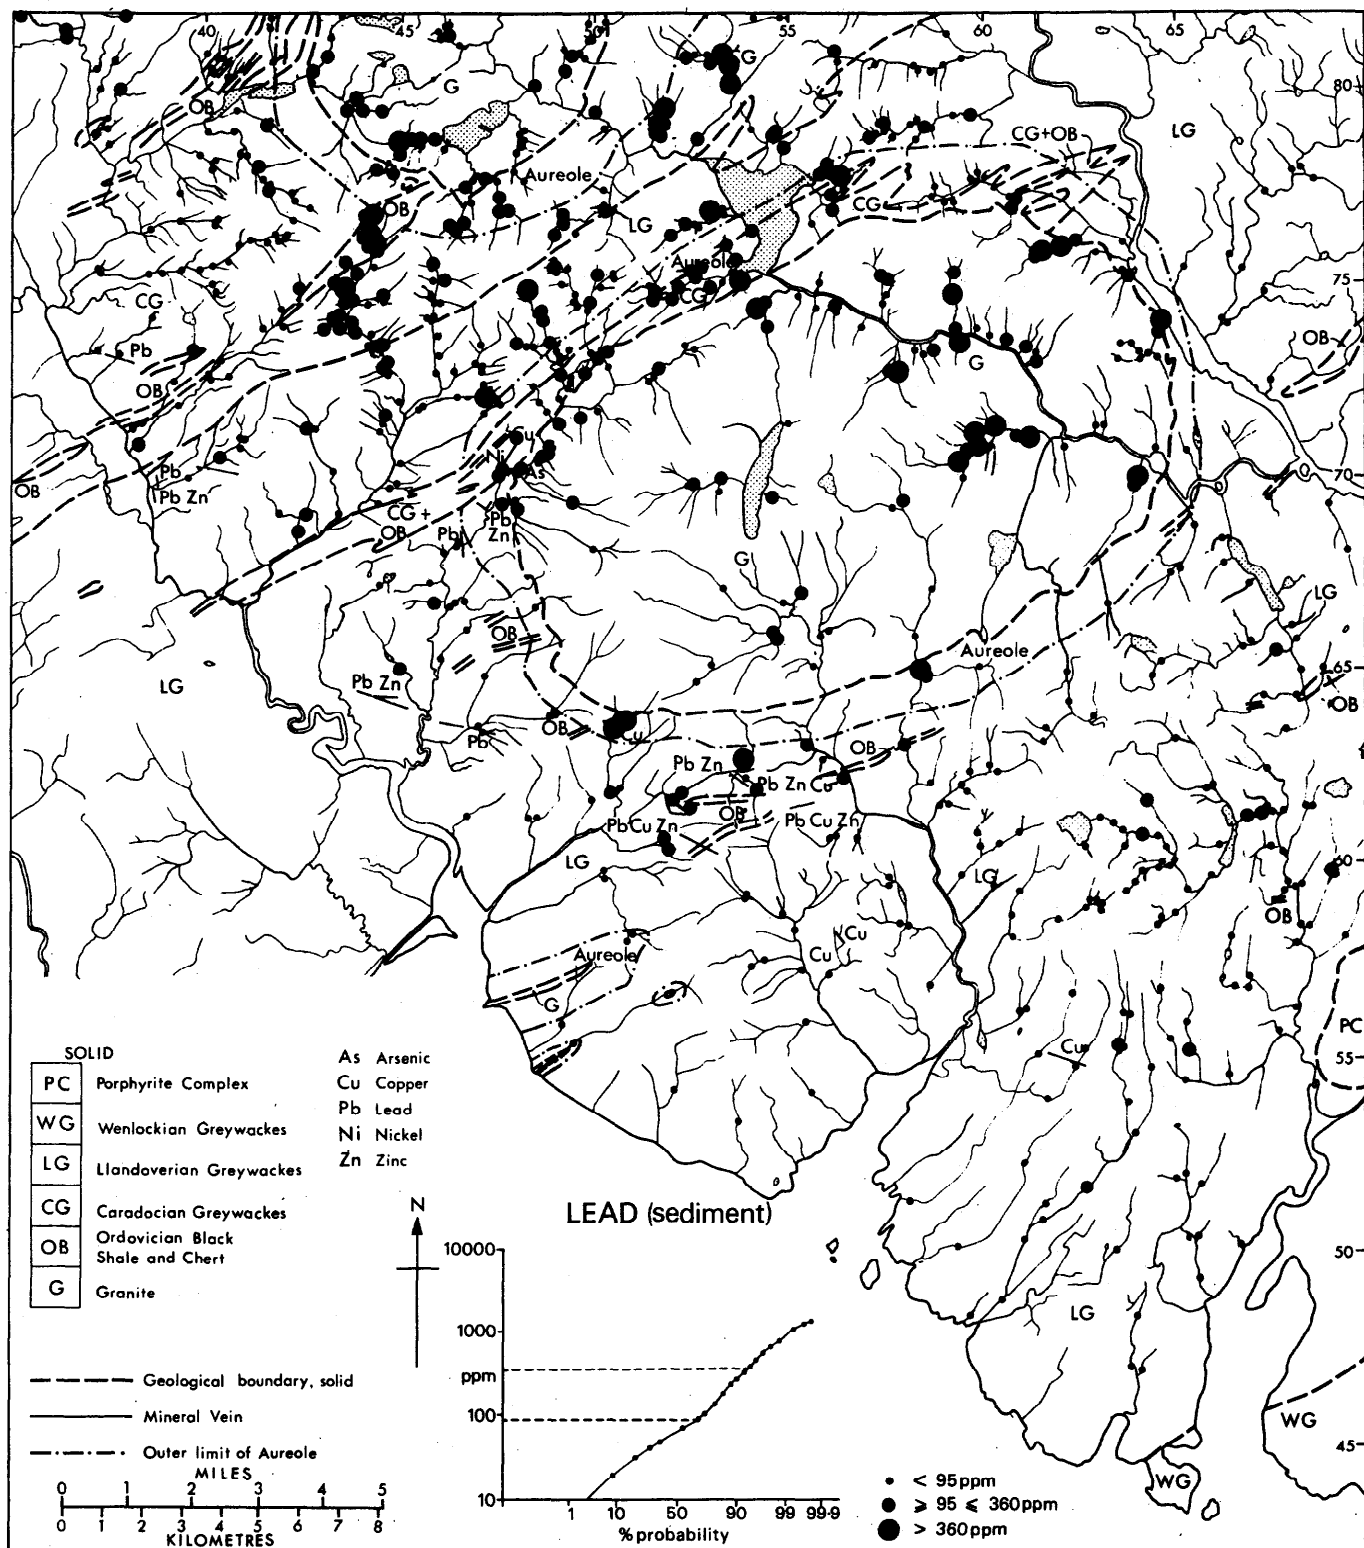 40 45 50 55 60 65
G
G
80
OB
LG
CG+OB
Aureole
OB
CG
LG
Aureole
CG
75
CG
Pb
OB
G
OB
Cu
Ni
As
Pb
Pb Zn
OB
70
CG +
OB
Pb
Pb
Zn
G
LG
OB
Aureole
LG
Pb Zn
65
OB
Pb
OB
Cu
OB
Pb Zn
Pb Zn Cu
OB
Pb Cu Zn
Pb Cu Zn
LG
60
LG
OB
Cu
Cu
Aureole
G
PC
Cu
55
SOLID
PC Porphyrite Complex
WG Wenlockian Greywackes
LG Llandoverian Greywackes
CG Caradocian Greywackes
OB Ordovician Black
Shale and Chert
G Granite
As Arsenic
Cu Copper
Pb Lead
Ni Nickel
Zn Zinc
N
LEAD (sediment)
50
10000
1000
ppm
100
10
1 10 50 90 99 99·9
% probability
LG
WG
45
WG
Geological boundary, solid
Mineral Vein
Outer limit of Aureole
MILES
0 1 2 3 4 5
0 1 2 3 4 5 6 7 8
KILOMETRES
< 95ppm
⩾ 95 ⩽ 360ppm
> 360ppm